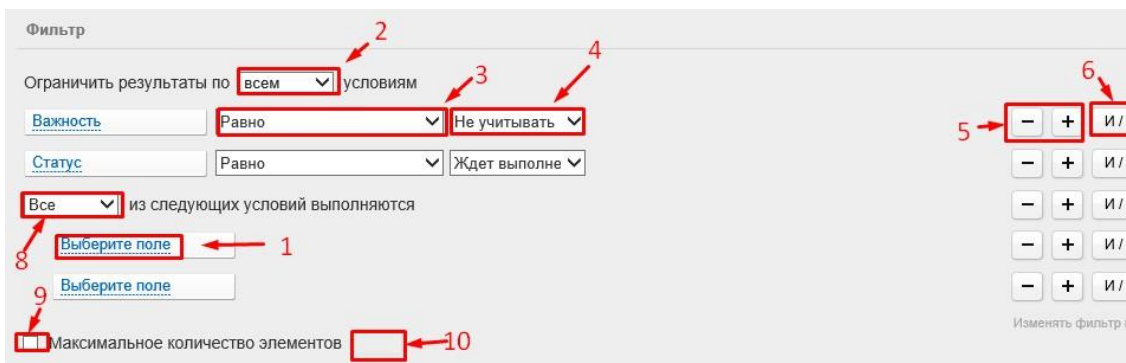 Фильтр
2
4
Ограничить результаты по всем условиям
3
6
Важность Равно Не учитывать 5 − + И /
Статус Равно Ждет выполне − + И /
Все из следующих условий выполняются − + И /
8 Выберите поле 1 − + И /
9 Выберите поле − + И /
Изменять фильтр
Максимальное количество элементов 10